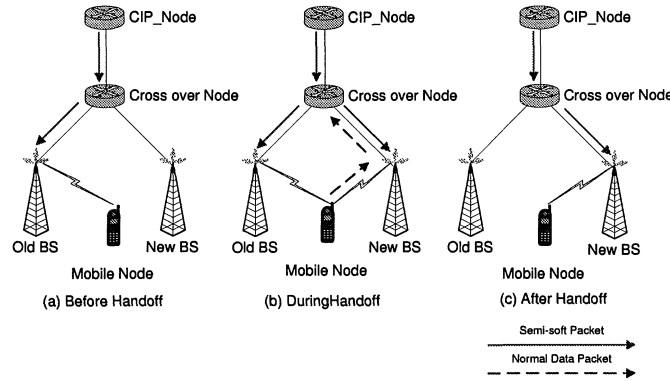 CIP_Node
Cross over Node
Old BS
New BS
Mobile Node
(a) Before Handoff
CIP_Node
Cross over Node
Old BS
New BS
Mobile Node
(b) DuringHandoff
CIP_Node
Cross over Node
Old BS
New BS
Mobile Node
(c) After Handoff
Semi-soft Packet
Normal Data Packet